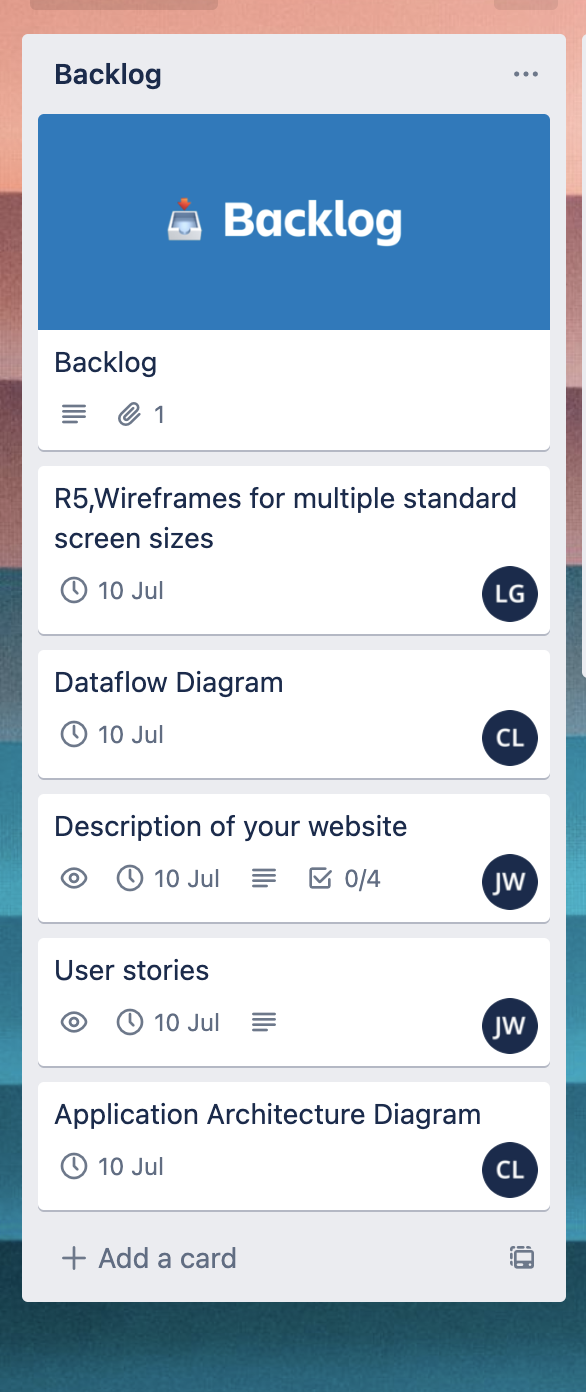 Backlog
Backlog
Backlog
1
R5,Wireframes for multiple standard
screen sizes
10 Jul
LG
Dataflow Diagram
10 Jul
CL
Description of your website
10 Jul 0/4
JW
User stories
10 Jul
JW
Application Architecture Diagram
10 Jul
CL
Add a card